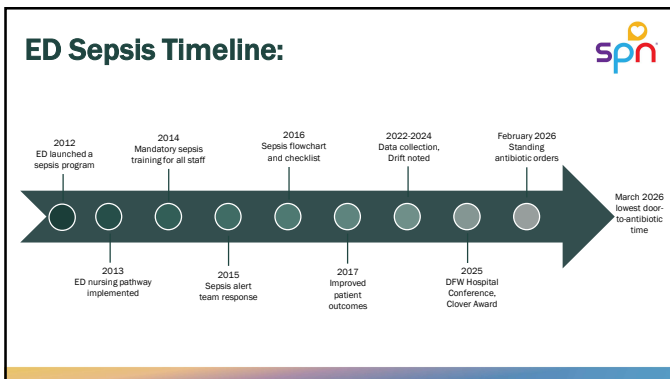 ED Sepsis Timeline:
spn
2012
ED launched a
sepsis program
2013
ED nursing pathway
implemented
2014
Mandatory sepsis
training for all staff
2015
Sepsis alert
team response
2016
Sepsis flowchart
and checklist
2017
Improved
patient
outcomes
2022-2024
Data collection,
Drift noted
2025
DFW Hospital
Conference,
Clover Award
February 2026
Standing
antibiotic orders
March 2026
lowest door-
to-antibiotic
time